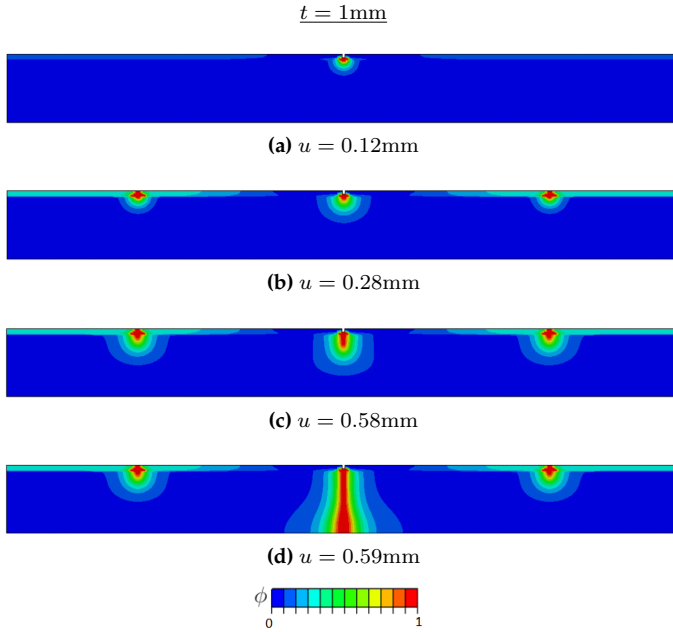 t = 1mm
(a) u = 0.12mm
(b) u = 0.28mm
(c) u = 0.58mm
(d) u = 0.59mm
ϕ
0 1